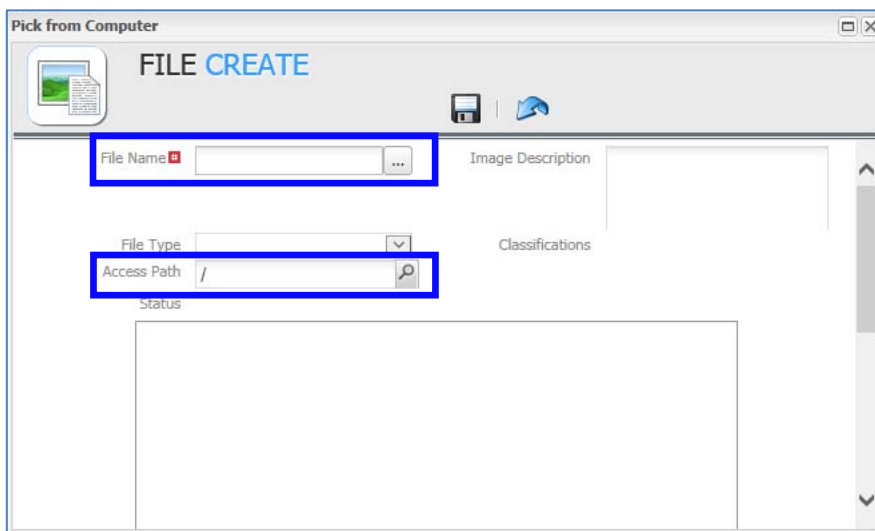 Pick from Computer
FILE CREATE
File Name
...
Image Description
File Type
Classifications
Access Path
/
Status